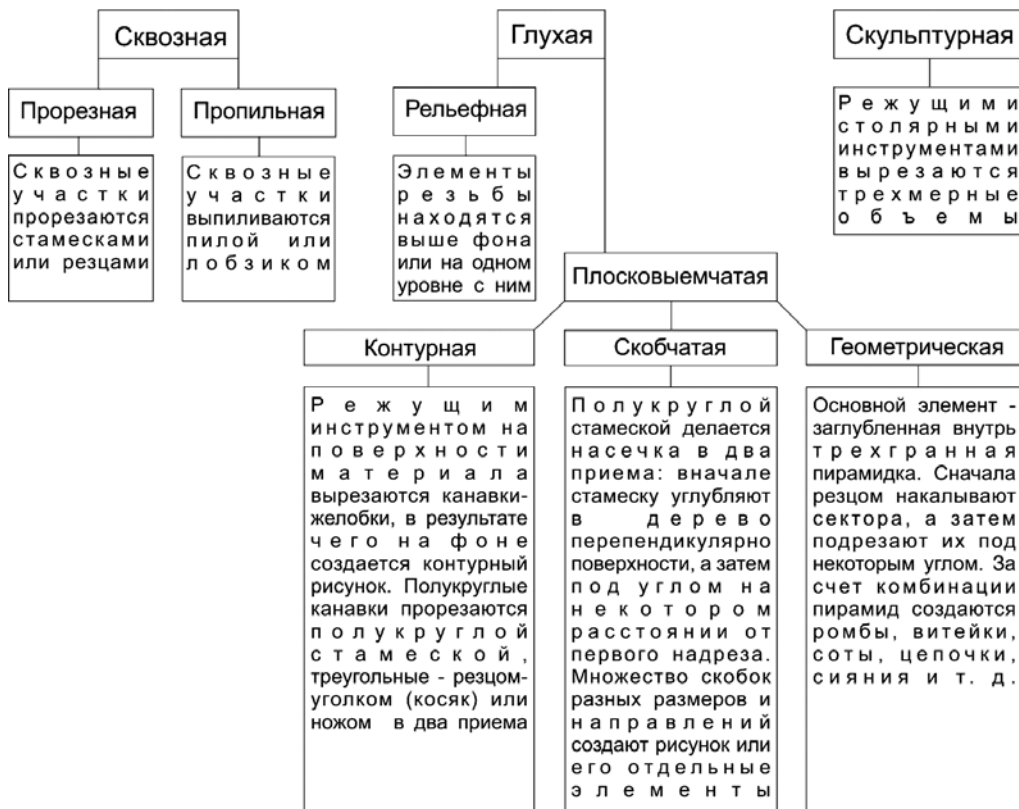 Сквозная
Глухая
Скульптурная
Прорезная
Пропильная
Рельефная
Режущими
столярными
инструментами
вырезаются
трехмерные
объемы
Сквозные
участки
прорезаются
стамесками
или резцами
Сквозные
участки
выпиливаются
пилой или
лобзиком
Элементы
резьбы
находятся
выше фона
или на одном
уровне с ним
Плосковыемчатая
Контурная
Скобчатая
Геометрическая
Режущим
инструментом на
поверхности
материала
вырезаются канавки-
желобки, в результате
чего на фоне
создается контурный
рисунок. Полукруглые
канавки прорезаются
полукруглой
стамеской,
треугольные - резцом-
уголком (косяк) или
ножом в два приема
Полукруглой
стамеской делается
насечка в два
приема: вначале
стамеску углубляют
в дерево
перепендикулярно
поверхности, а затем
под углом на
некотором
расстоянии от
первого надреза.
Множество скобок
разных размеров и
направлений
создают рисунок или
его отдельные
элементы
Основной элемент -
заглубленная внутрь
трехгранная
пирамидка. Сначала
резцом накалывают
сектора, а затем
подрезают их под
некоторым углом. За
счет комбинации
пирамид создаются
ромбы, витейки,
соты, цепочки,
сияния и т. д.